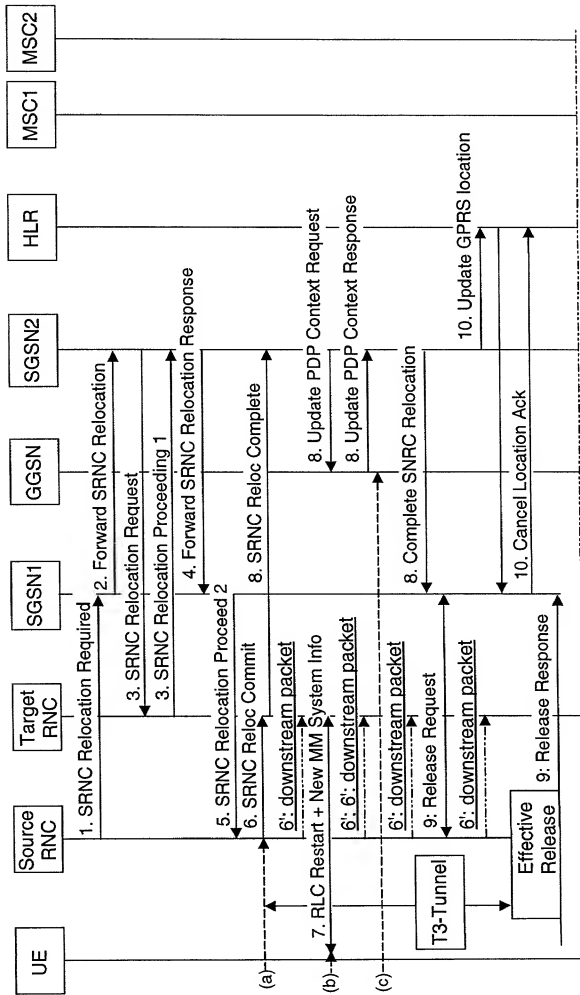 UE
Source
RNC
Target
RNC
SGSN1
GGSN
SGSN2
HLR
MSC1
MSC2
1. SRNC Relocation Required
2. Forward SRNC Relocation
3. SRNC Relocation Request
3. SRNC Relocation Proceeding 1
4. Forward SRNC Relocation Response
5. SRNC Relocation Proceed 2
6. SRNC Reloc Commit
8. SRNC Reloc Complete
(a)
6': downstream packet
7. RLC Restart + New MM System Info
(b)
8. Update PDP Context Request
6': 6': downstream packet
8. Update PDP Context Response
(c)
6': downstream packet
8. Complete SNRC Relocation
9: Release Request
6': downstream packet
T3-Tunnel
10. Update GPRS location
Effective
Release
10. Cancel Location Ack
9: Release Response